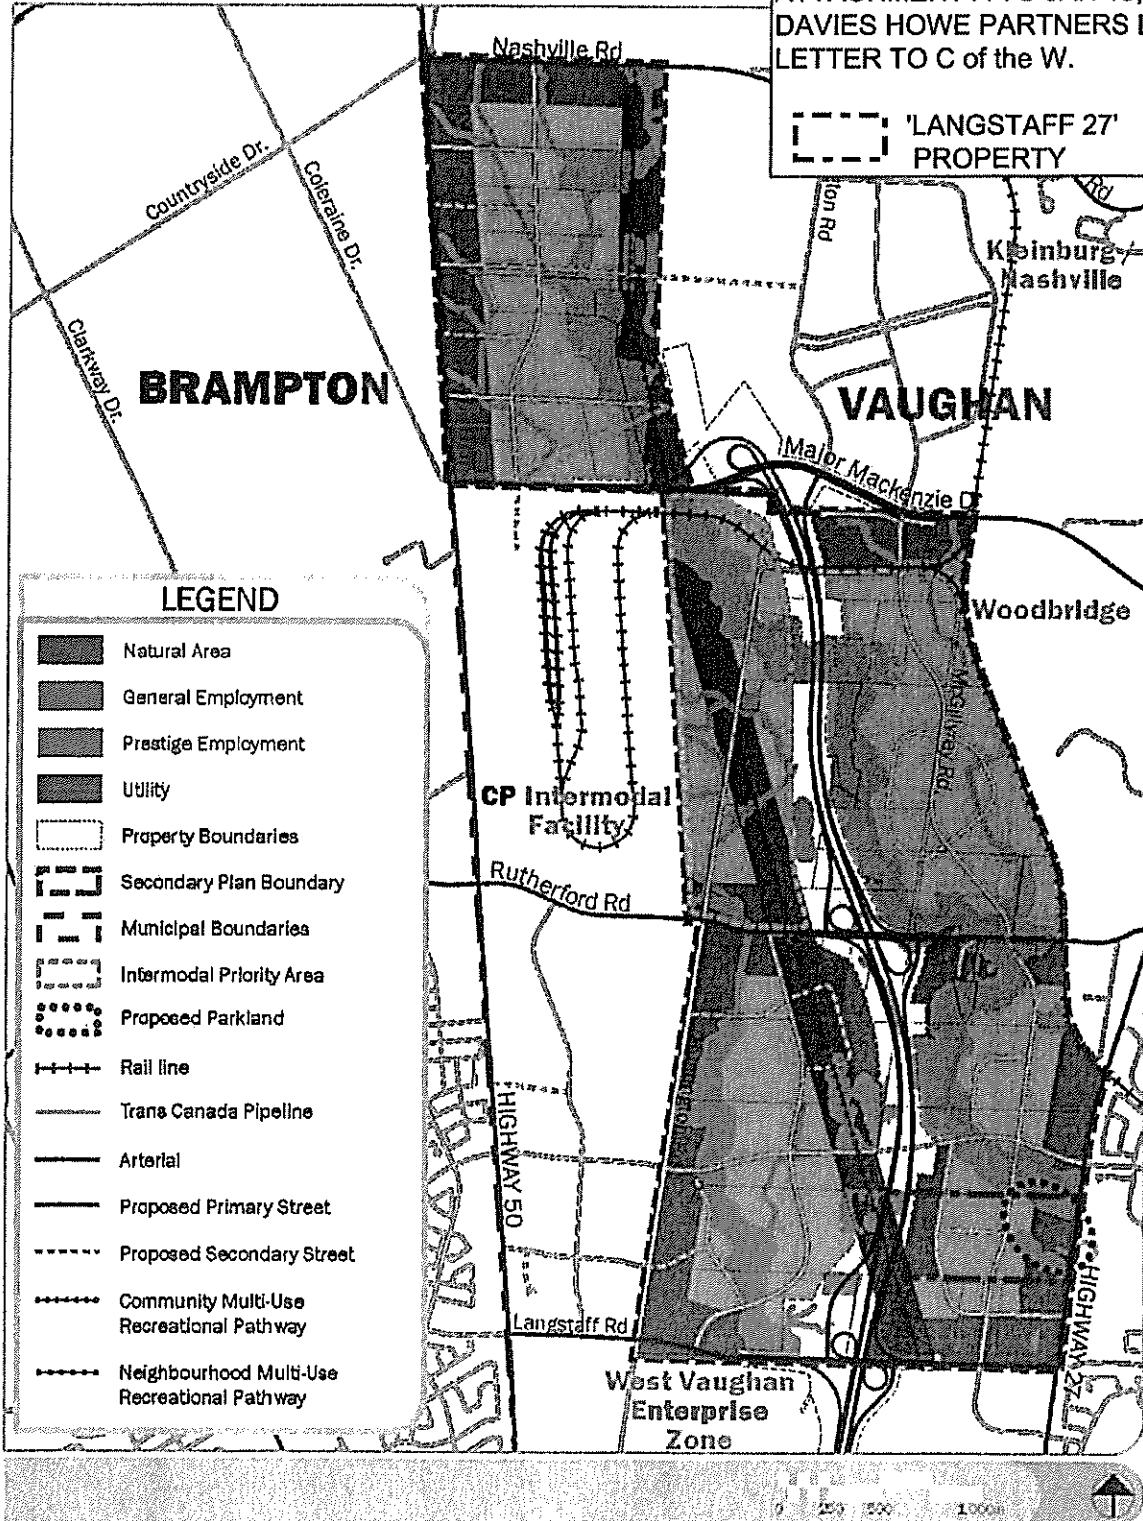 DAVIES HOWE PARTNERS
LETTER TO C of the W.
'LANGSTAFF 27'
PROPERTY
Nashville Rd
Countryside Dr.
Coleraine Dr.
Clarkway Dr.
Rd
Kleinburg-
Nashville
BRAMPTON
VAUGHAN
Major Mackenzie D
Woodbridge
McGillivray Rd
CP Intermodal
Facility
Rutherford Rd
HIGHWAY 50
HIGHWAY 27
Langstaff Rd
West Vaughan
Enterprise
Zone
LEGEND
Natural Area
General Employment
Prestige Employment
Utility
Property Boundaries
Secondary Plan Boundary
Municipal Boundaries
Intermodal Priority Area
Proposed Parkland
Rail line
Trans Canada Pipeline
Arterial
Proposed Primary Street
Proposed Secondary Street
Community Multi-Use
Recreational Pathway
Neighbourhood Multi-Use
Recreational Pathway
0 250 500 1000m